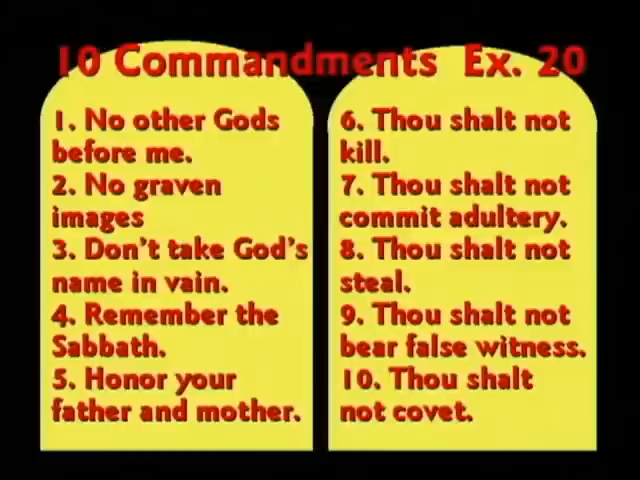 10 Commandments Ex. 20
1. No other Gods
before me.
2. No graven
images
3. Don't take God's
name in vain.
4. Remember the
Sabbath.
5. Honor your
father and mother.
6. Thou shalt not
kill.
7. Thou shalt not
commit adultery.
8. Thou shalt not
steal.
9. Thou shalt not
bear false witness.
10. Thou shalt
not covet.